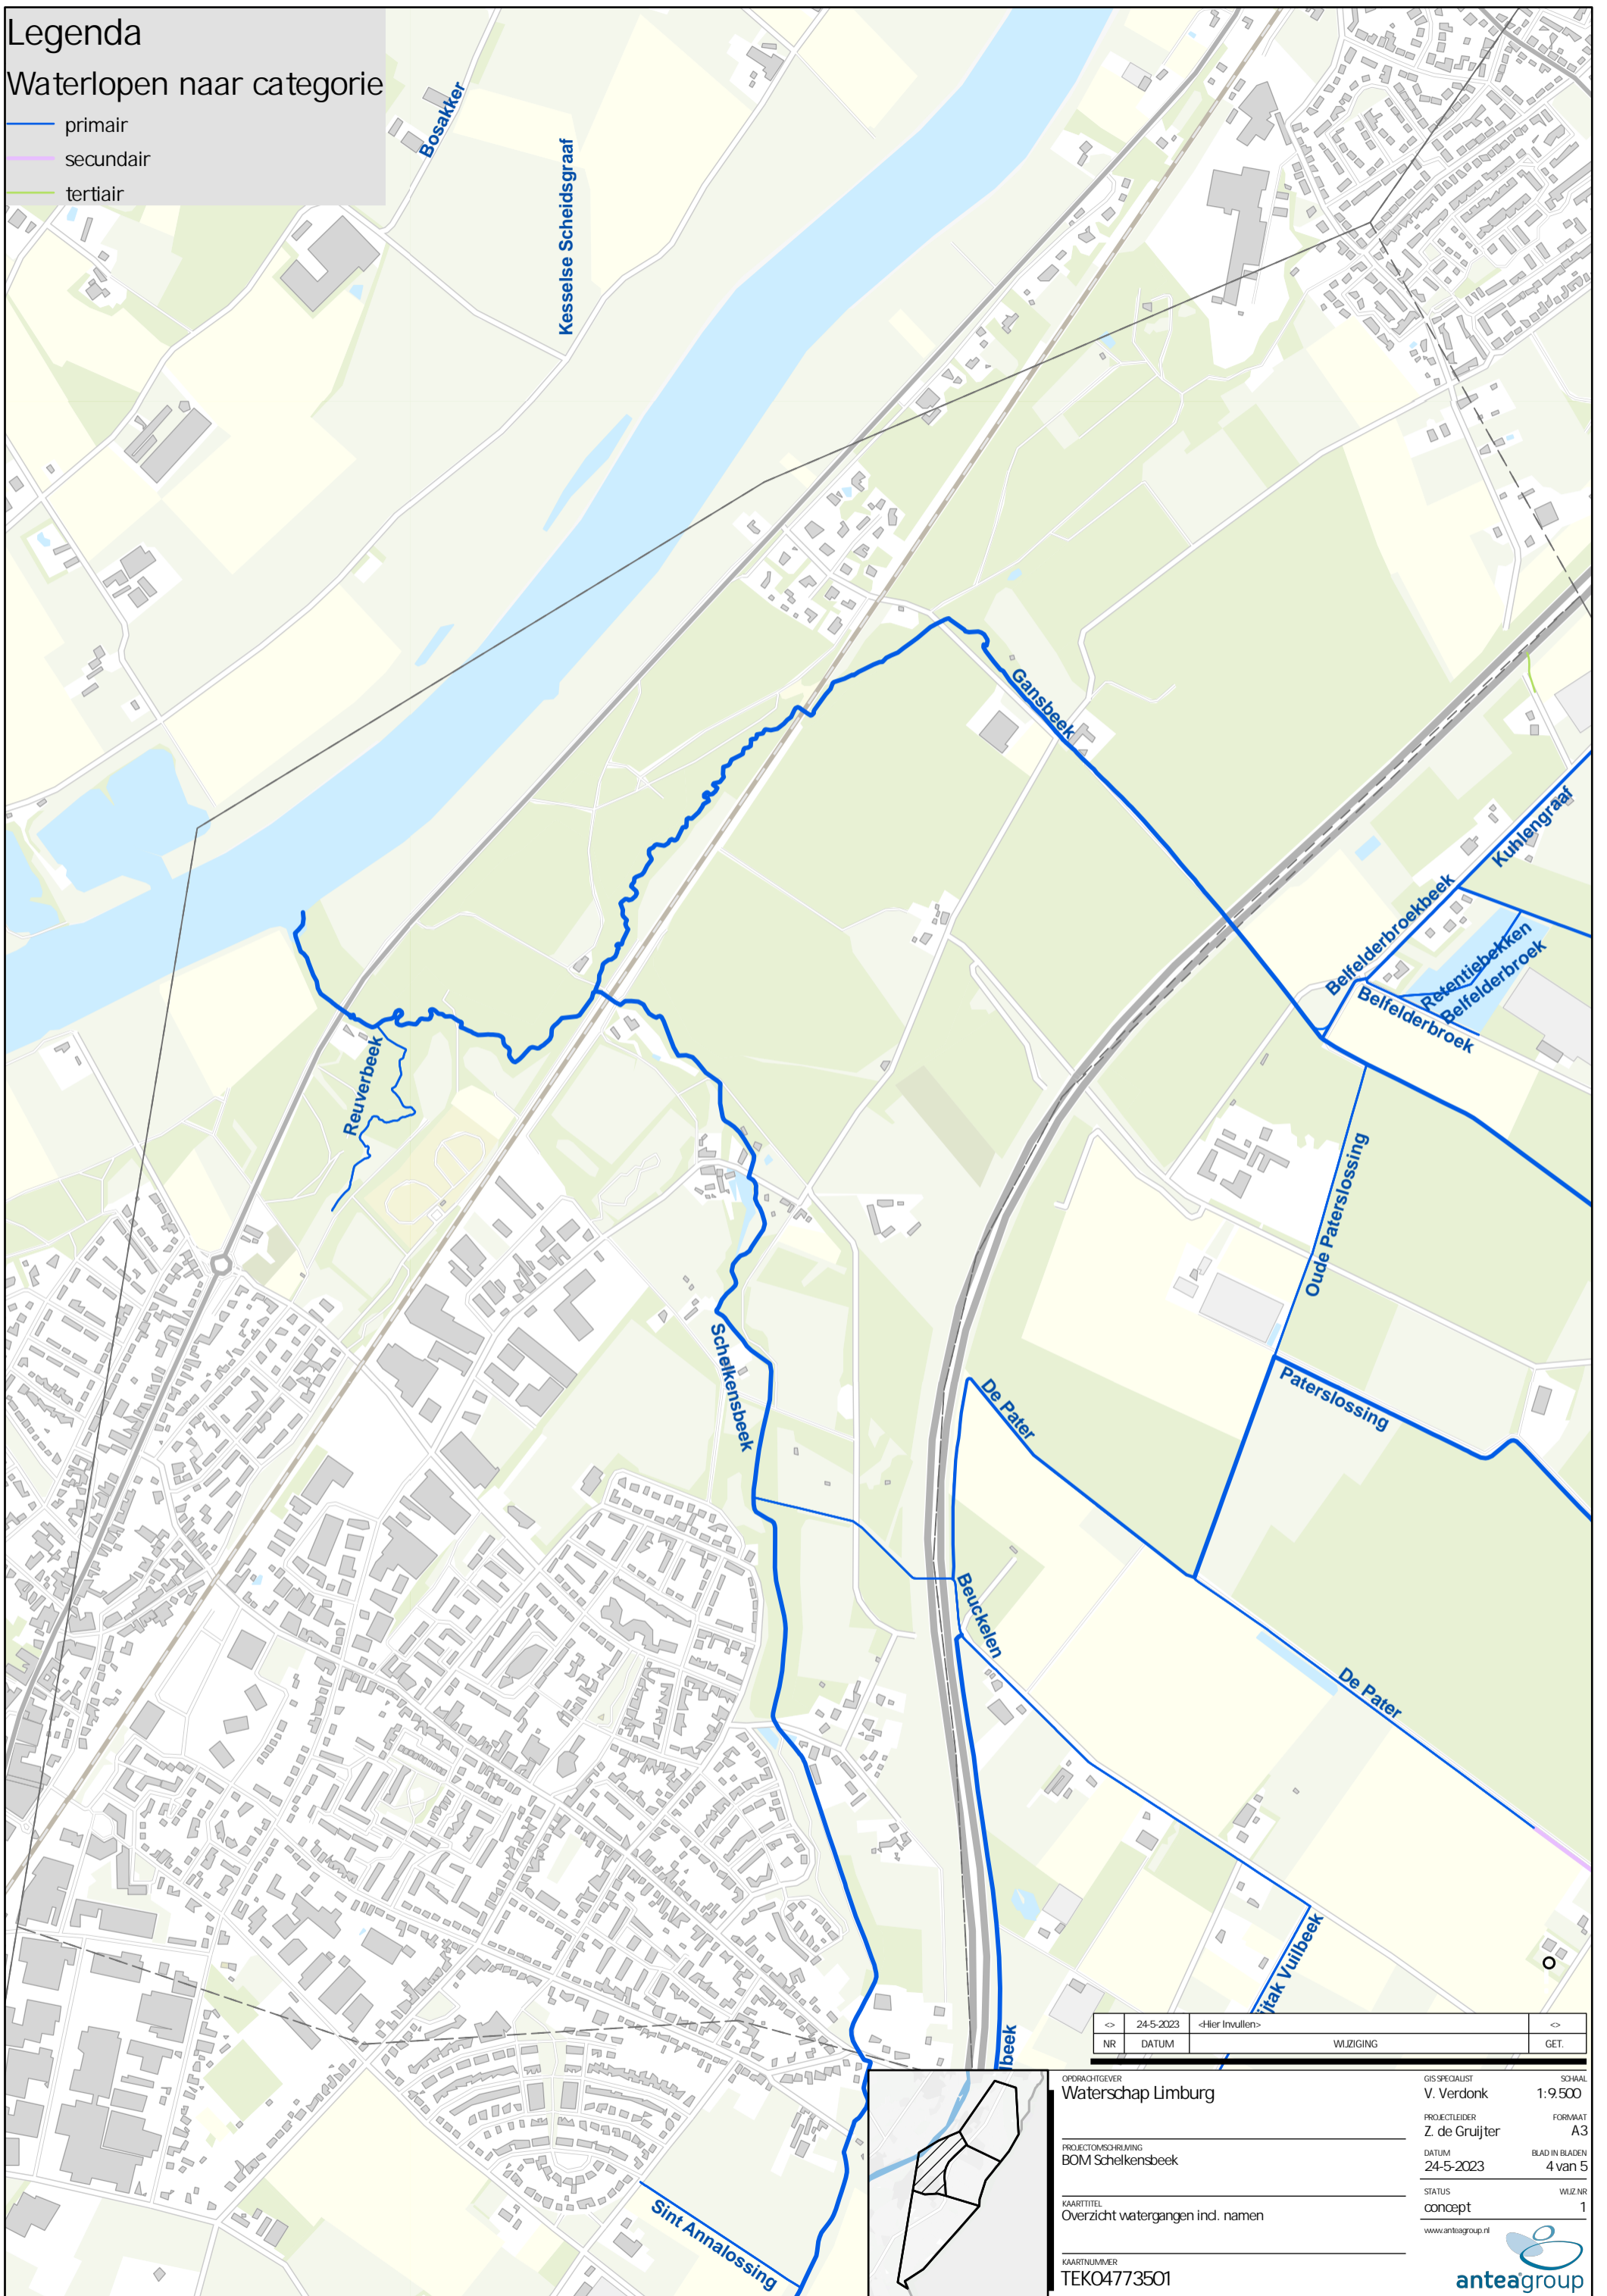 Legenda
Waterlopen naar categorie
primair
secundair
tertiair
Bosakker
Kesselse Scheidsgraaf
Gansbeek
Kuhlengraaf
Belfelderbroekbeek
Retentiebekken
Belfelderbroek
Belfelderbroek
Reuverbeek
Oude Paterslossing
Schelkensbeek
De Pater
Paterslossing
Beuckelen
De Pater
ijtak Vuilbeek
lbeek
Sint Annalossing
<> 24-5-2023 <Hier Invullen> <>
NR DATUM WIJZIGING GET.
OPDRACHTGEVER
Waterschap Limburg
PROJECTOMSCHRIJVING
BOM Schelkensbeek
KAARTTITEL
Overzicht watergangen incl. namen
KAARTNUMMER
TEK04773501
GIS SPECIALIST SCHAAL
V. Verdonk 1:9.500
PROJECTLEIDER FORMAAT
Z. de Gruijter A3
DATUM BLAD IN BLADEN
24-5-2023 4 van 5
STATUS WIJZ.NR
concept 1
www.anteagroup.nl
anteagroup